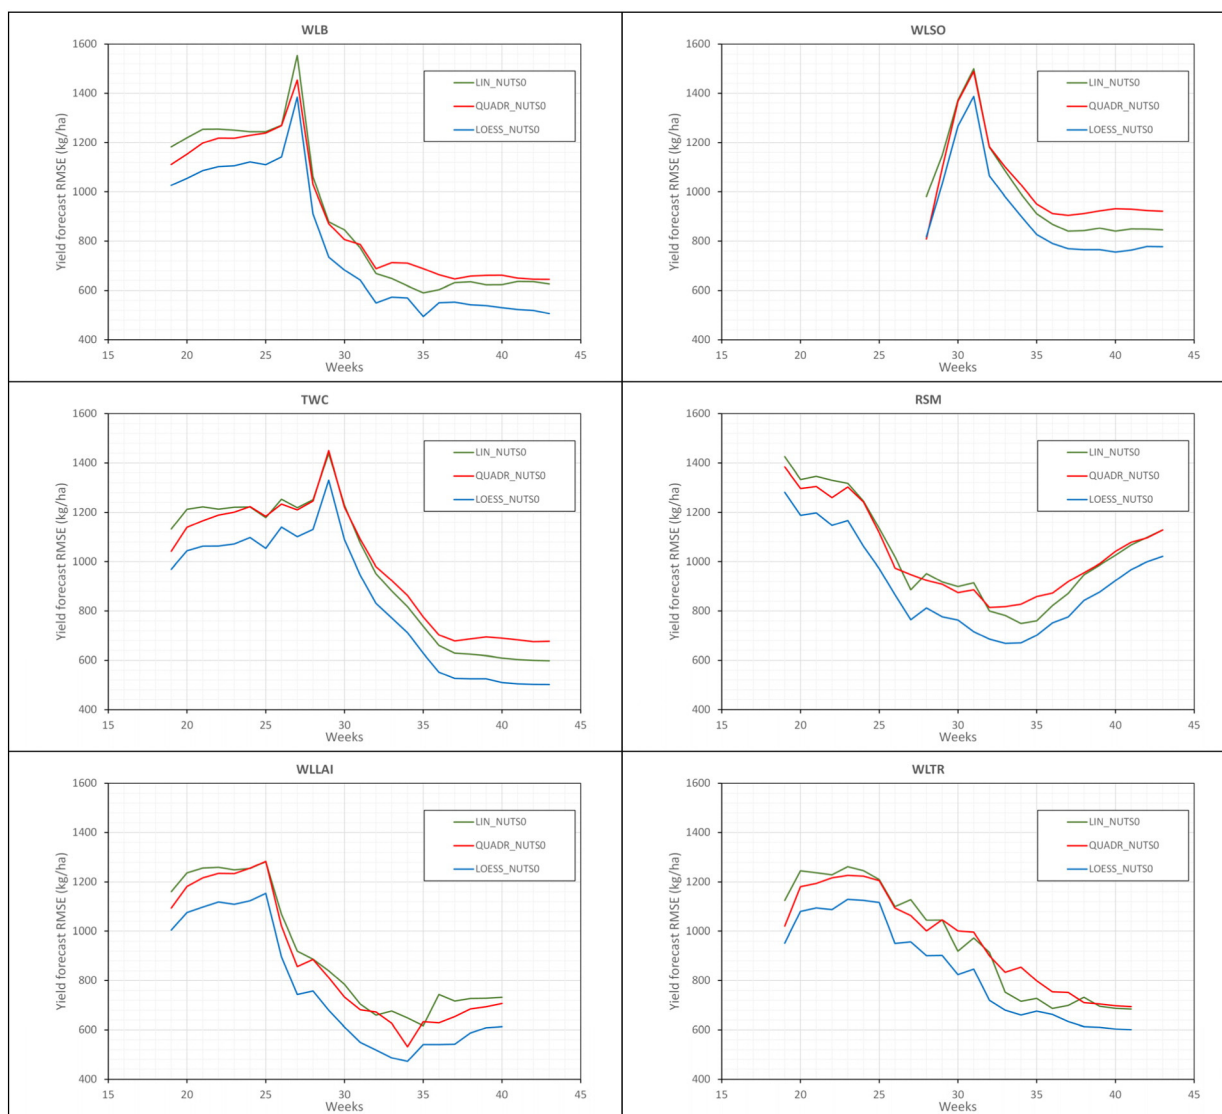 WLB
1600
1400
1200
1000
800
600
400
Yield forecast RMSE (kg/ha)
LIN_NUTS0
QUADR_NUTS0
LOESS_NUTS0
15 20 25 30 35 40 45
Weeks
WLSO
1600
1400
1200
1000
800
600
400
Yield forecast RMSE (kg/ha)
LIN_NUTS0
QUADR_NUTS0
LOESS_NUTS0
15 20 25 30 35 40 45
Weeks
TWC
1600
1400
1200
1000
800
600
400
Yield forecast RMSE (kg/ha)
LIN_NUTS0
QUADR_NUTS0
LOESS_NUTS0
15 20 25 30 35 40 45
Weeks
RSM
1600
1400
1200
1000
800
600
400
Yield forecast RMSE (kg/ha)
LIN_NUTS0
QUADR_NUTS0
LOESS_NUTS0
15 20 25 30 35 40 45
Weeks
WLLAI
1600
1400
1200
1000
800
600
400
Yield forecast RMSE (kg/ha)
LIN_NUTS0
QUADR_NUTS0
LOESS_NUTS0
15 20 25 30 35 40 45
Weeks
WLTR
1600
1400
1200
1000
800
600
400
Yield forecast RMSE (kg/ha)
LIN_NUTS0
QUADR_NUTS0
LOESS_NUTS0
15 20 25 30 35 40 45
Weeks